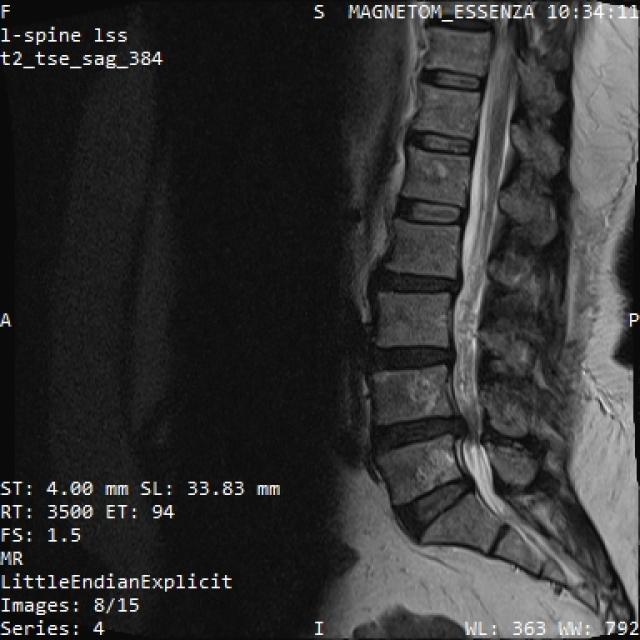 F
S MAGNETOM_ESSENZA 10:34:11
l-spine lss
t2_tse_sag_384
A
P
ST: 4.00 mm SL: 33.83 mm
RT: 3500 ET: 94
FS: 1.5
MR
LittleEndianExplicit
Images: 8/15
Series: 4
I
WL: 363 WW: 792